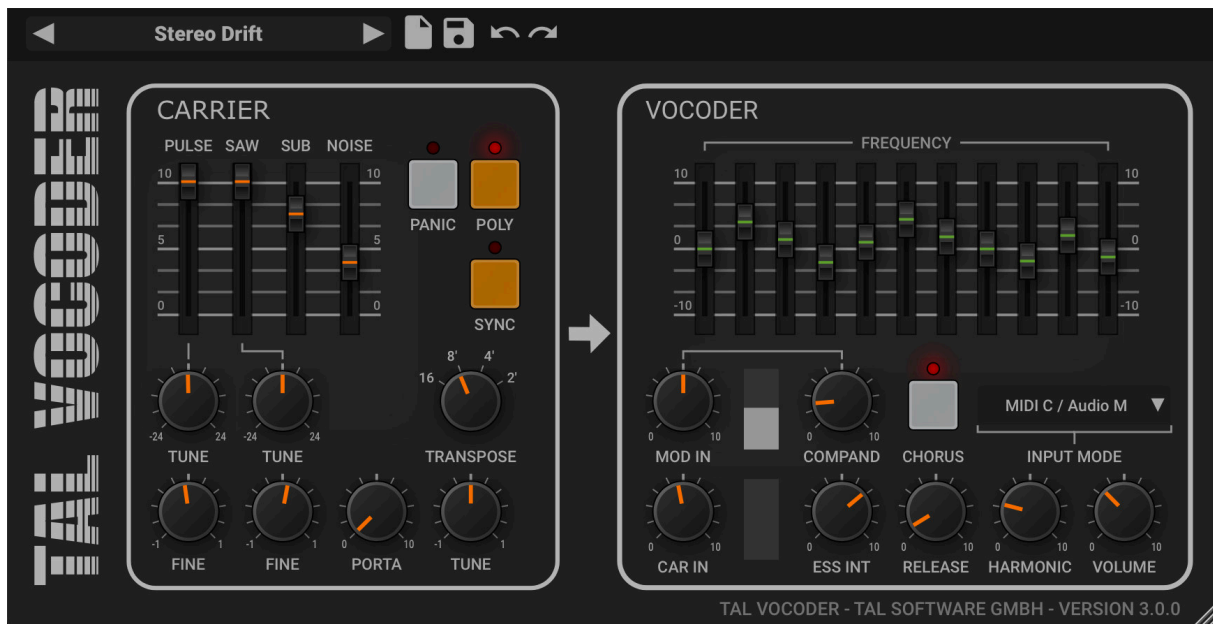 Stereo Drift
TAL VOCODER
CARRIER
PULSE SAW SUB NOISE
10 10
5 5
0 0
PANIC POLY
SYNC
16 8' 4' 2'
-24 24 -24 24
TUNE TUNE TRANSPOSE
-1 1 -1 1 0 10 -1 1
FINE FINE PORTA TUNE
VOCODER
FREQUENCY
10 10
0 0
-10 -10
MIDI C / Audio M
0 10 0 10
MOD IN COMPAND CHORUS INPUT MODE
0 10 0 10 0 10 0 10 0 10
CAR IN ESS INT RELEASE HARMONIC VOLUME
TAL VOCODER - TAL SOFTWARE GMBH - VERSION 3.0.0